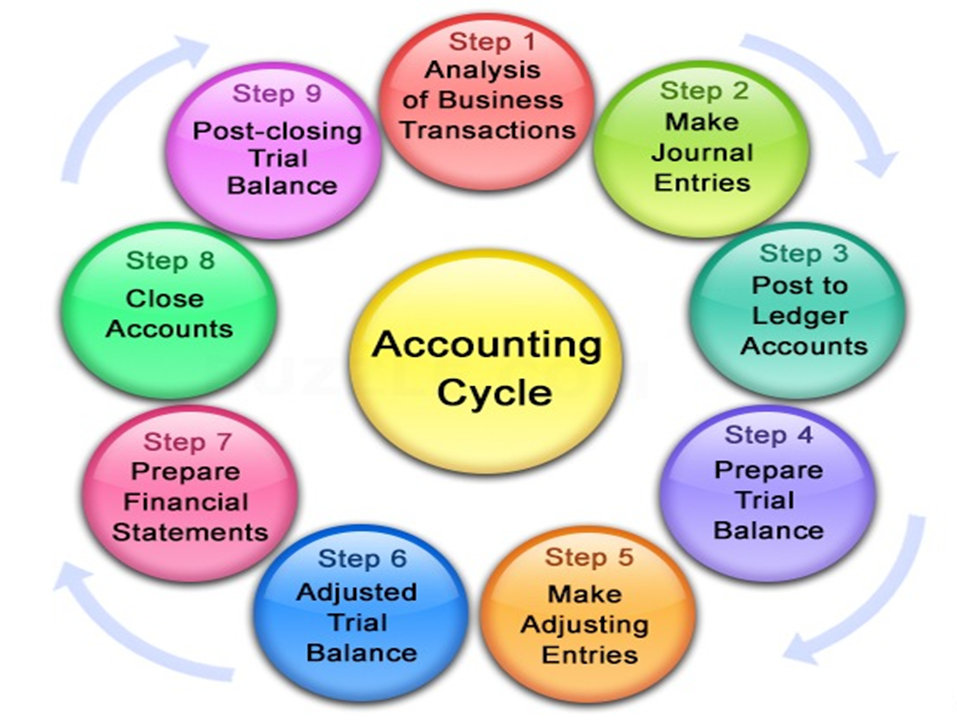 Step 1
Analysis
of Business
Transactions
Step 2
Make
Journal
Entries
Step 3
Post to
Ledger
Accounts
Step 4
Prepare
Trial
Balance
Step 5
Make
Adjusting
Entries
Step 6
Adjusted
Trial
Balance
Step 7
Prepare
Financial
Statements
Step 8
Close
Accounts
Step 9
Post-closing
Trial
Balance
Accounting
Cycle